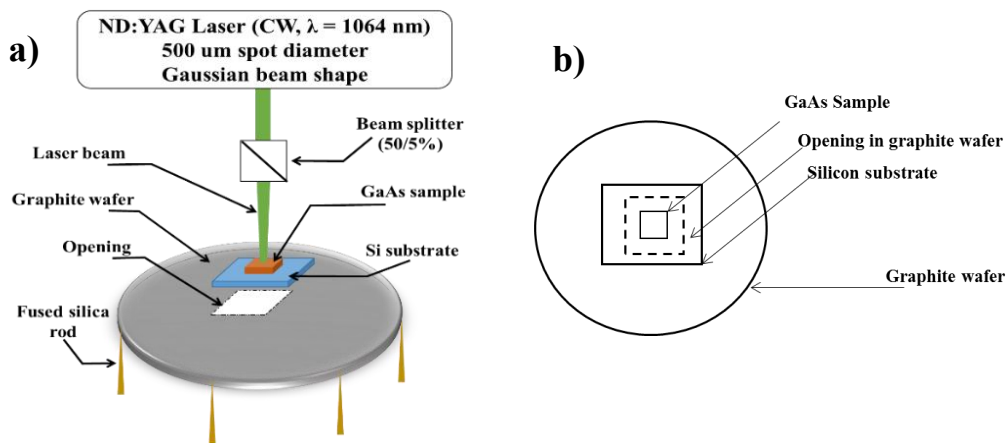 a)
ND:YAG Laser (CW, λ = 1064 nm)
500 um spot diameter
Gaussian beam shape
Beam splitter
(50/5%)
Laser beam
GaAs sample
Graphite wafer
Opening
Si substrate
Fused silica
rod
b)
GaAs Sample
Opening in graphite wafer
Silicon substrate
Graphite wafer